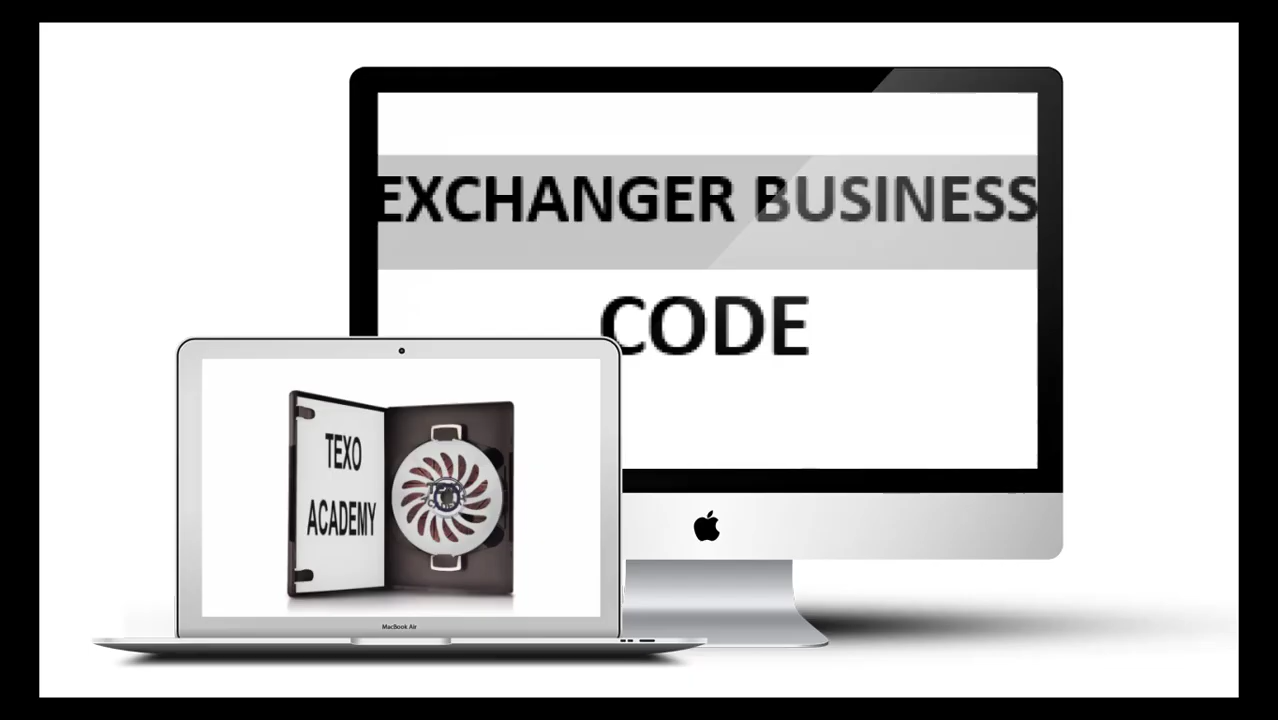 EXCHANGER BUSINESS
CODE
TEXO
ACADEMY
MacBook Air